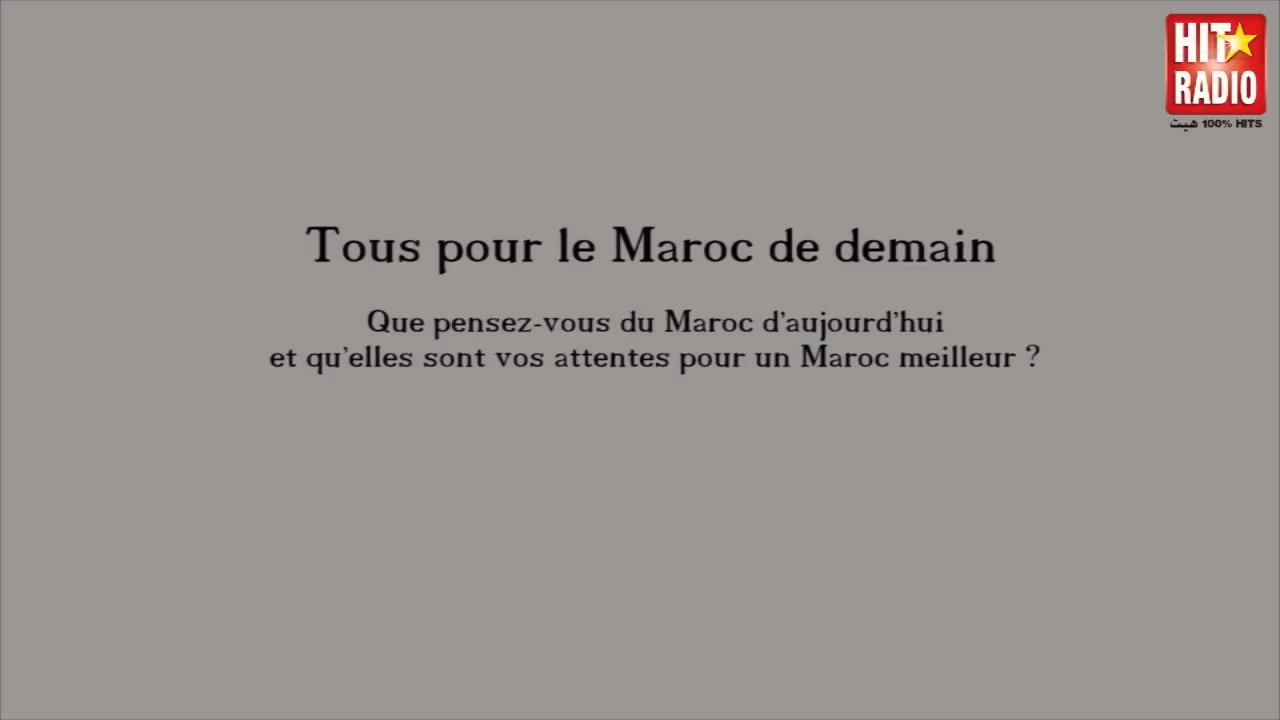 HIT
RADIO
هيت 100% HITS
Tous pour le Maroc de demain
Que pensez-vous du Maroc d'aujourd'hui
et qu'elles sont vos attentes pour un Maroc meilleur ?